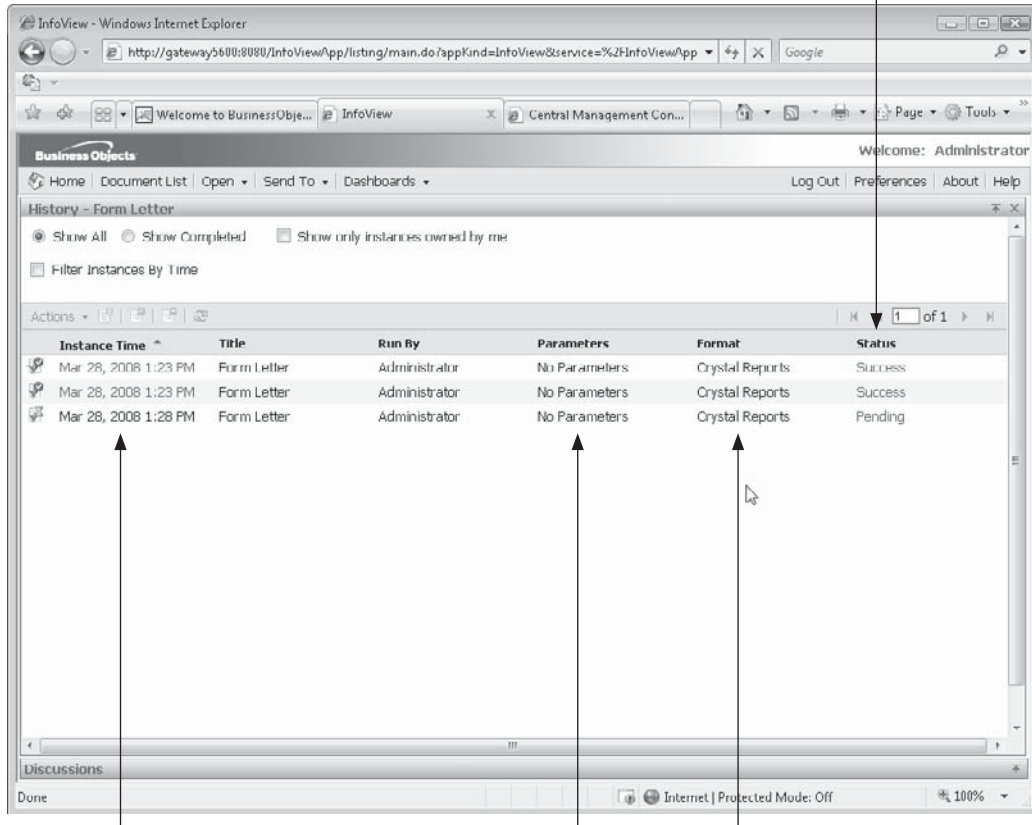 InfoView - Windows Internet Explorer
http://gateway5600:8080/InfoViewApp/listing/main.do?appKind=InfoView&service=%2FInfoViewApp
Google
Welcome to BusinessObje...
InfoView
Central Management Con...
Page
Tools
Business Objects
Welcome: Administrator
Home Document List Open Send To Dashboards Log Out Preferences About Help
History - Form Letter
Show All Show Completed Show only instances owned by me
Filter Instances By Time
Actions 1 of 1
Instance Time Title Run By Parameters Format Status
Mar 28, 2008 1:23 PM Form Letter Administrator No Parameters Crystal Reports Success
Mar 28, 2008 1:23 PM Form Letter Administrator No Parameters Crystal Reports Success
Mar 28, 2008 1:28 PM Form Letter Administrator No Parameters Crystal Reports Pending
Discussions
Done Internet | Protected Mode: Off 100%